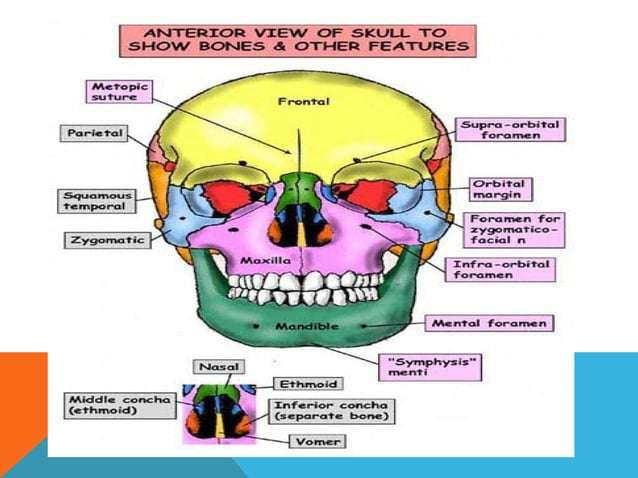 ANTERIOR VIEW OF SKULL TO
SHOW BONES & OTHER FEATURES
Metopic
suture
Frontal
Parietal
Supra-orbital
foramen
Squamous
temporal
Orbital
margin
Zygomatic
Foramen for
zygomatico-
facial n
Maxilla
Infra-orbital
foramen
Mandible
Mental foramen
"Symphysis"
menti
Nasal
Ethmoid
Middle concha
(ethmoid)
Inferior concha
(separate bone)
Vomer